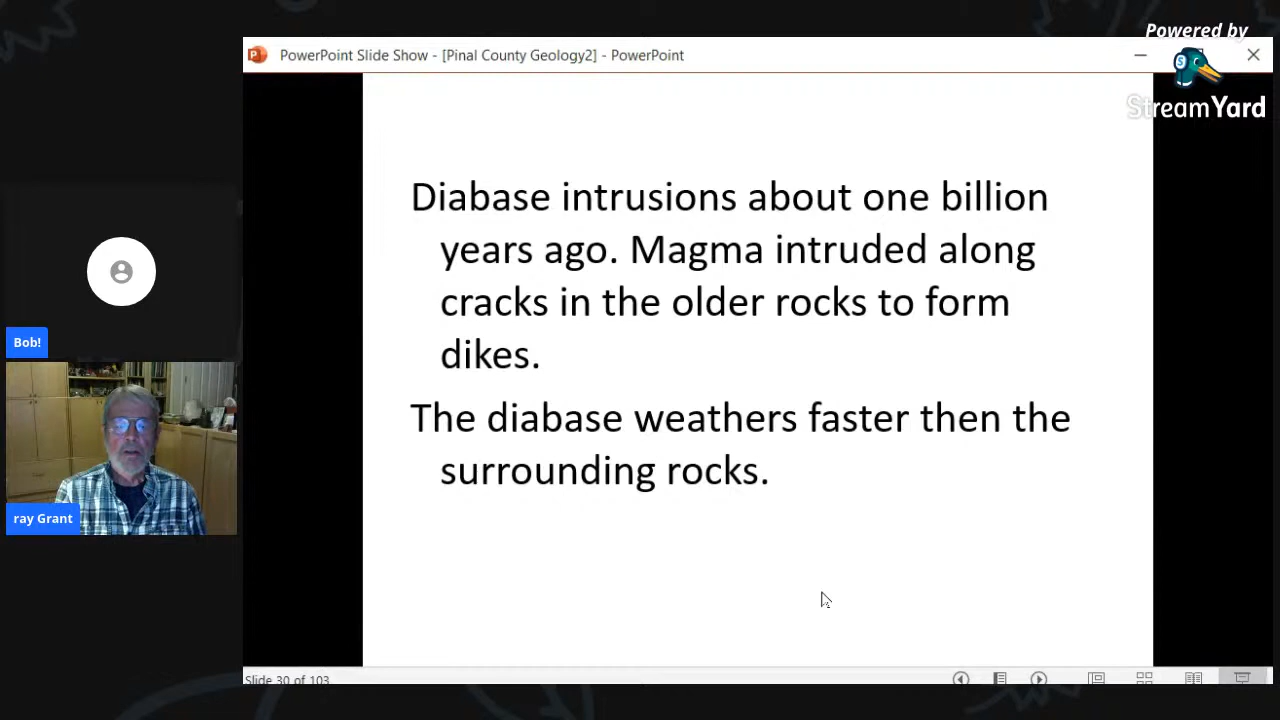 Powered by
PowerPoint Slide Show - [Pinal County Geology2] - PowerPoint
StreamYard
Diabase intrusions about one billion
years ago. Magma intruded along
cracks in the older rocks to form
dikes.
The diabase weathers faster then the
surrounding rocks.
Bob!
ray Grant
Slide 30 of 103